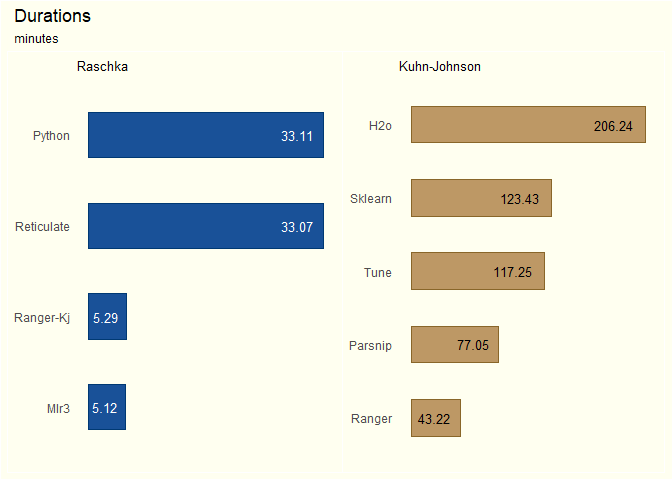 Durations
minutes
Raschka
Python
33.11
Reticulate
33.07
Ranger-Kj
5.29
Mlr3
5.12
Kuhn-Johnson
H2o
206.24
Sklearn
123.43
Tune
117.25
Parsnip
77.05
Ranger
43.22